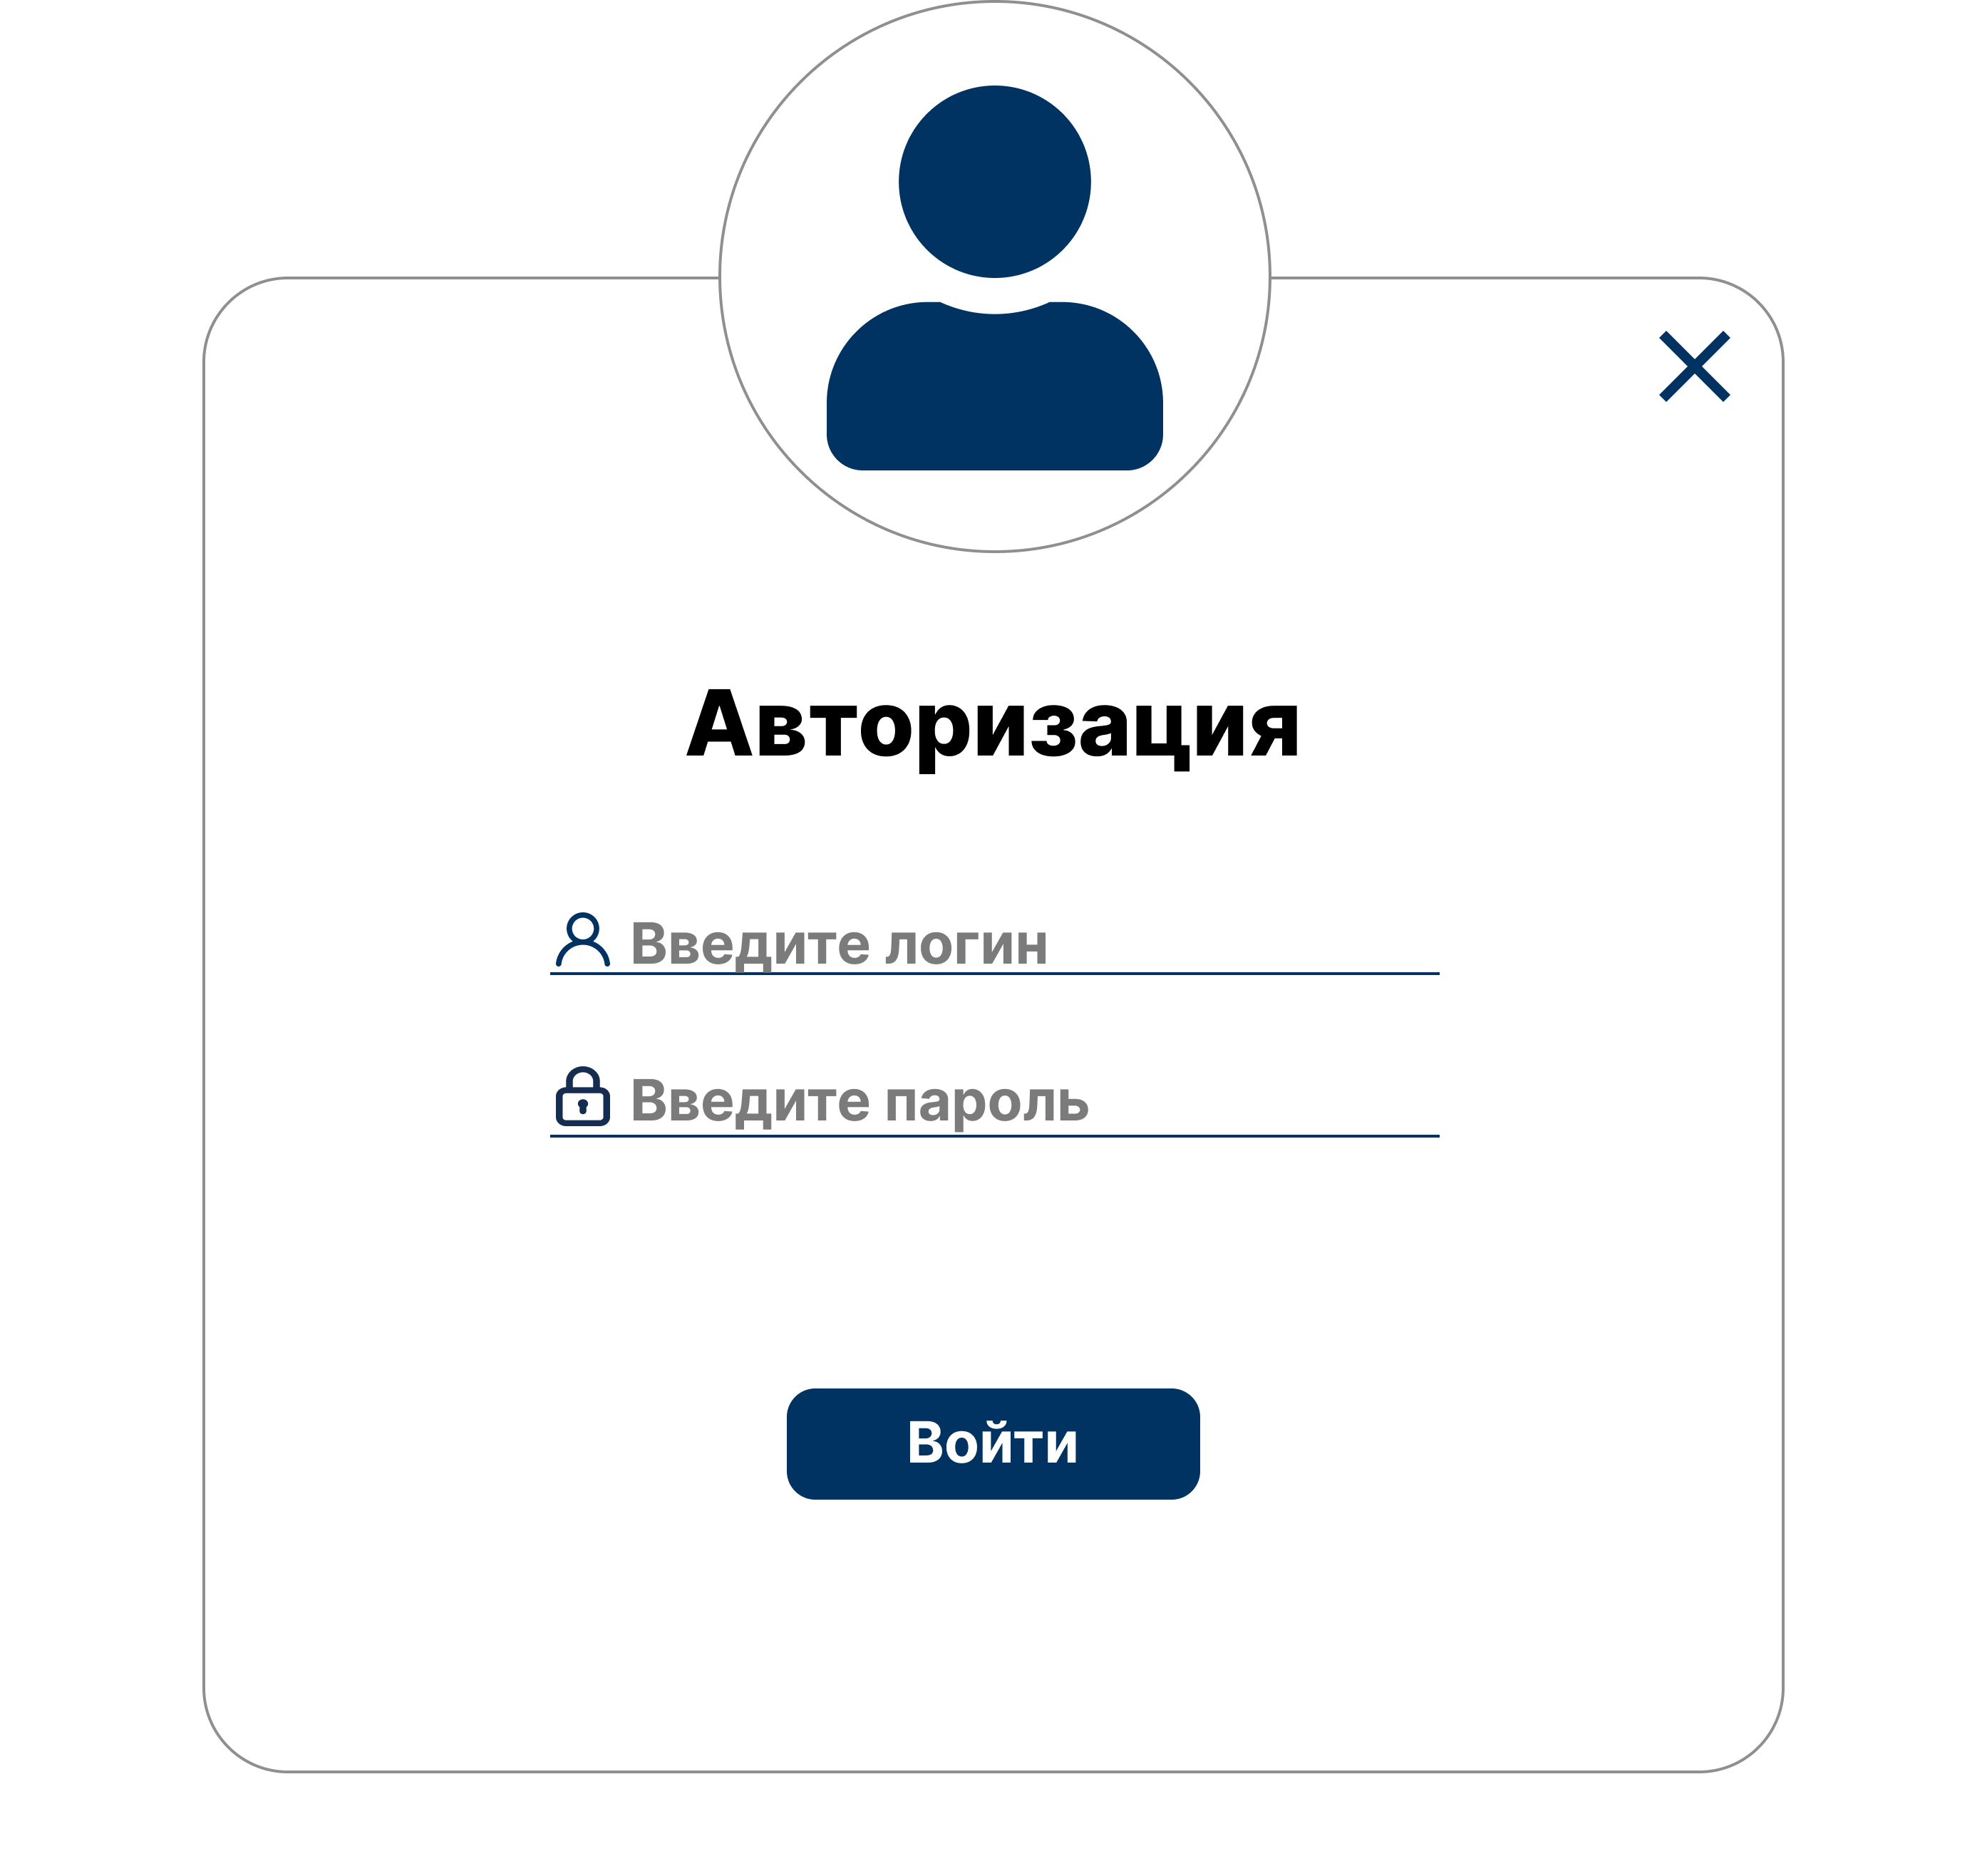 Авторизация
Введите логин
Введите пароль
Войти